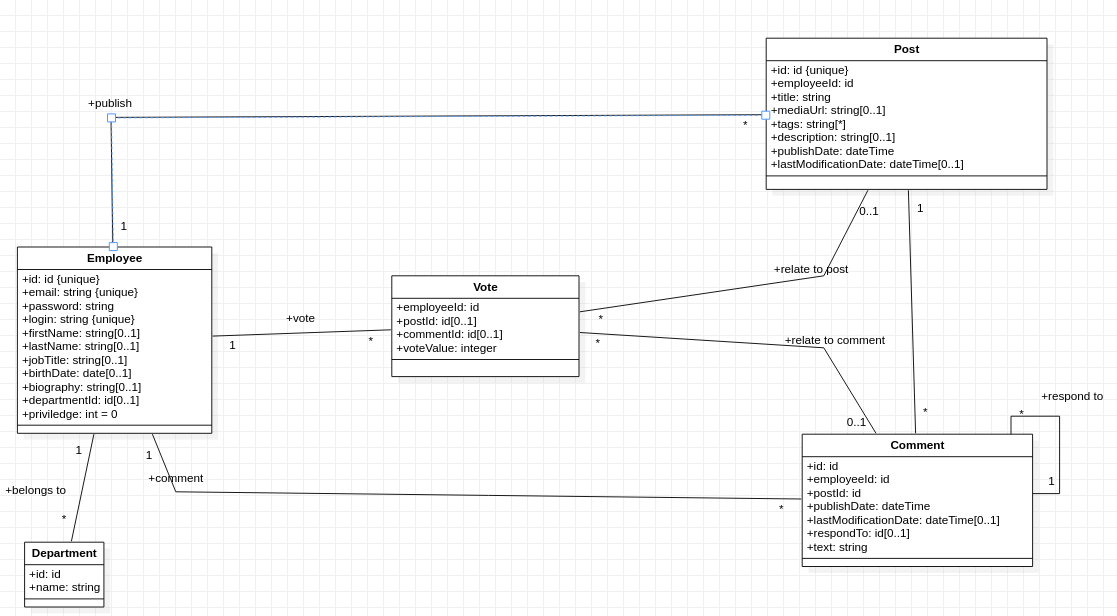 Post
+id: id {unique}
+employeeId: id
+title: string
+mediaUrl: string[0..1]
+tags: string[*]
+description: string[0..1]
+publishDate: dateTime
+lastModificationDate: dateTime[0..1]
+publish
*
1
0..1
1
Employee
+id: id {unique}
+email: string {unique}
+password: string
+login: string {unique}
+firstName: string[0..1]
+lastName: string[0..1]
+jobTitle: string[0..1]
+birthDate: date[0..1]
+biography: string[0..1]
+departmentId: id[0..1]
+priviledge: int = 0
+vote
1
*
Vote
+employeeId: id
+postId: id[0..1]
+commentId: id[0..1]
+voteValue: integer
+relate to post
*
+relate to comment
*
0..1
*
+respond to
*
1
Comment
+id: id
+employeeId: id
+postId: id
+publishDate: dateTime
+lastModificationDate: dateTime[0..1]
+respondTo: id[0..1]
+text: string
1
1
+comment
*
+belongs to
*
Department
+id: id
+name: string